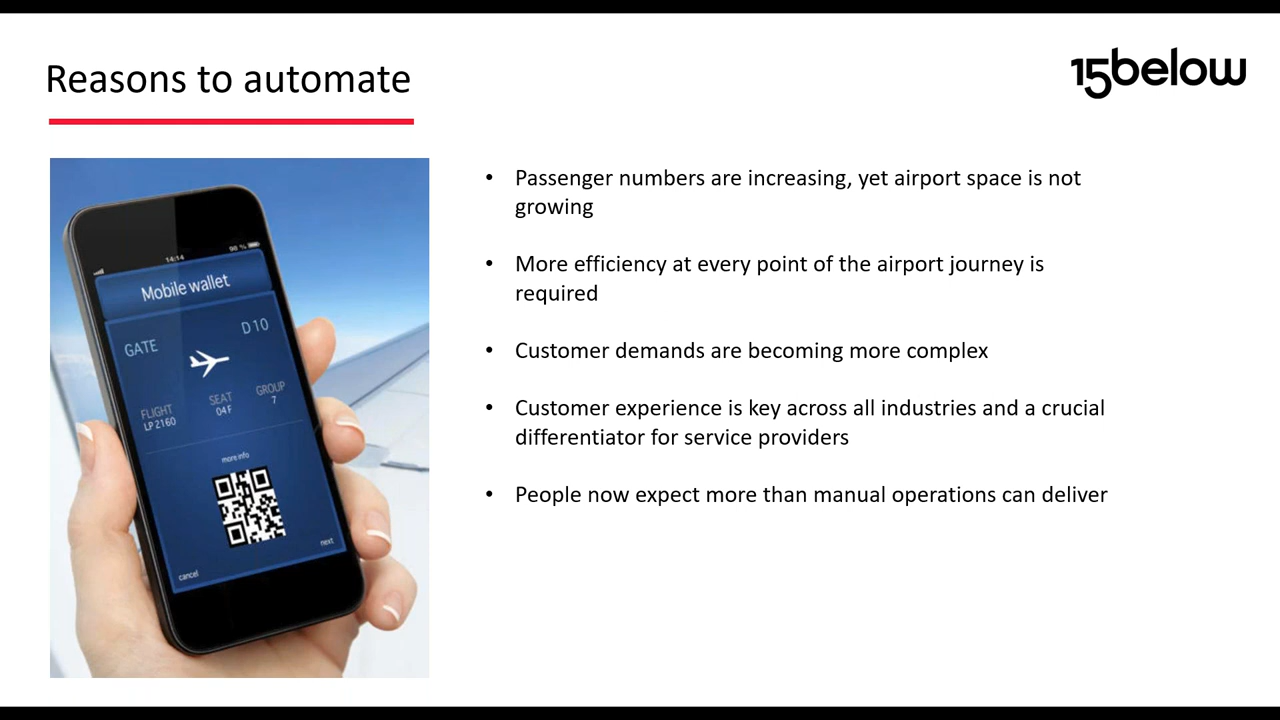 Reasons to automate
15below
14:14
90 %
Mobile wallet
GATE
D10
FLIGHT
LP 2160
SEAT
04F
GROUP
7
more info
cancel
next
• Passenger numbers are increasing, yet airport space is not
growing
• More efficiency at every point of the airport journey is
required
• Customer demands are becoming more complex
• Customer experience is key across all industries and a crucial
differentiator for service providers
• People now expect more than manual operations can deliver